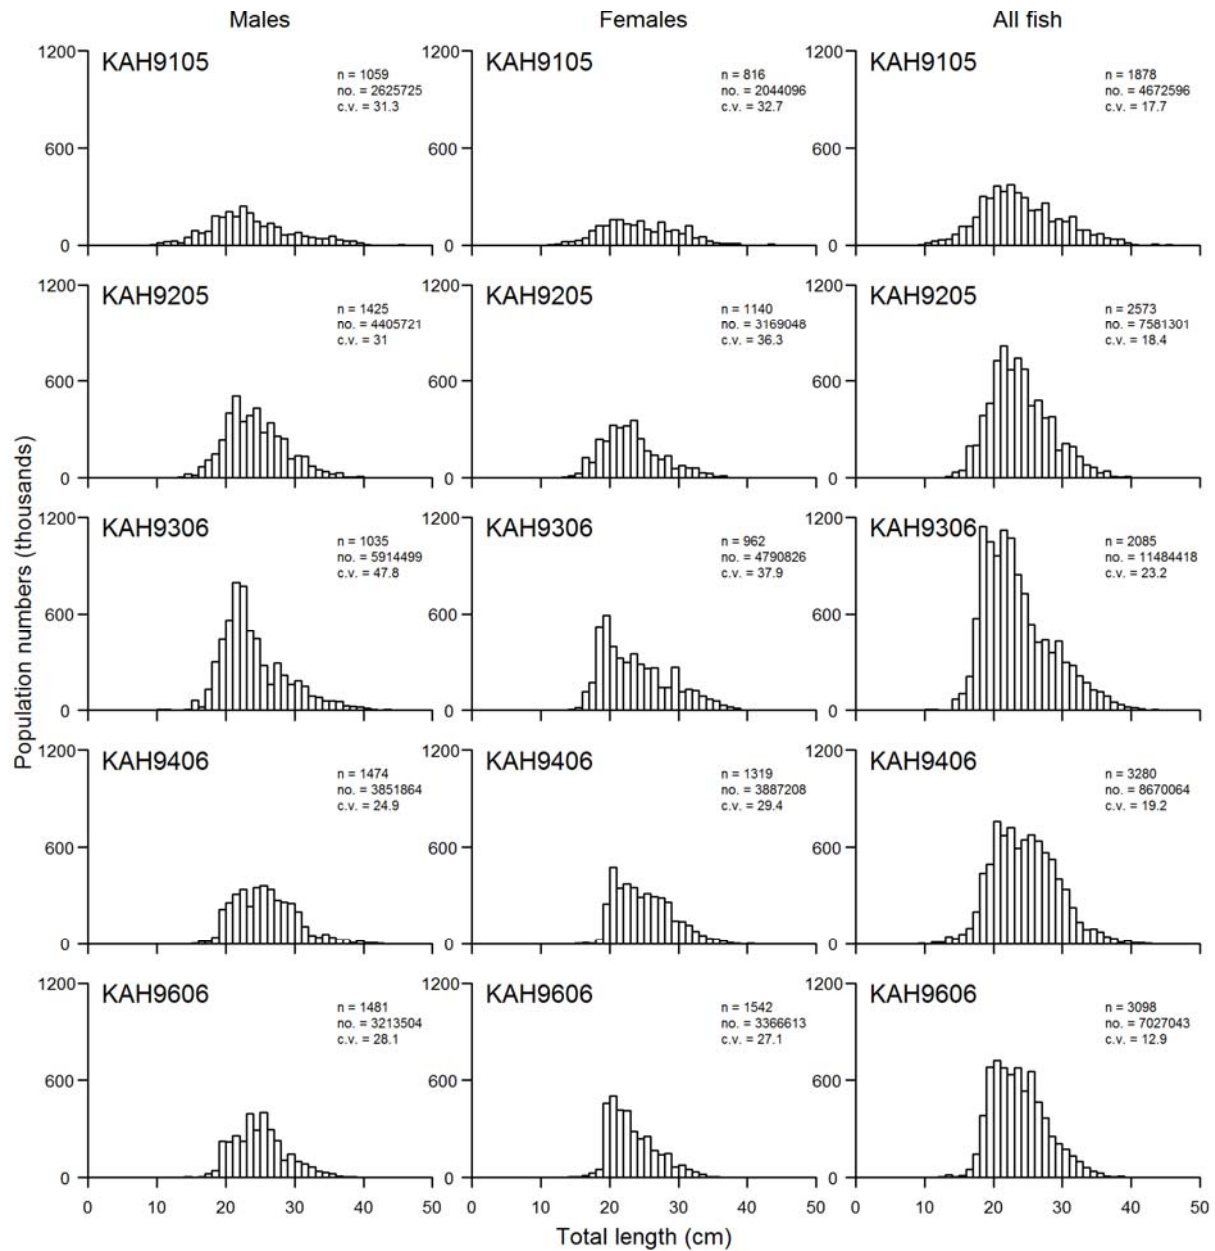 Males Females All fish
1200 1200 1200
KAH9105 KAH9105 KAH9105
n = 1059 n = 816 n = 1878
no. = 2625725 no. = 2044096 no. = 4672596
c.v. = 31.3 c.v. = 32.7 c.v. = 17.7
600 600 600
0 0 0
1200 1200 1200
KAH9205 KAH9205 KAH9205
n = 1425 n = 1140 n = 2573
no. = 4405721 no. = 3169048 no. = 7581301
c.v. = 31 c.v. = 36.3 c.v. = 18.4
600 600 600
0 0 0
Population numbers (thousands)
1200 1200 1200
KAH9306 KAH9306 KAH9306
n = 1035 n = 962 n = 2085
no. = 5914499 no. = 4790826 no. = 11484418
c.v. = 47.8 c.v. = 37.9 c.v. = 23.2
600 600 600
0 0 0
1200 1200 1200
KAH9406 KAH9406 KAH9406
n = 1474 n = 1319 n = 3280
no. = 3851864 no. = 3887208 no. = 8670064
c.v. = 24.9 c.v. = 29.4 c.v. = 19.2
600 600 600
0 0 0
1200 1200 1200
KAH9606 KAH9606 KAH9606
n = 1481 n = 1542 n = 3098
no. = 3213504 no. = 3366613 no. = 7027043
c.v. = 28.1 c.v. = 27.1 c.v. = 12.9
600 600 600
0 0 0
0 10 20 30 40 50 0 10 20 30 40 50 0 10 20 30 40 50
Total length (cm)